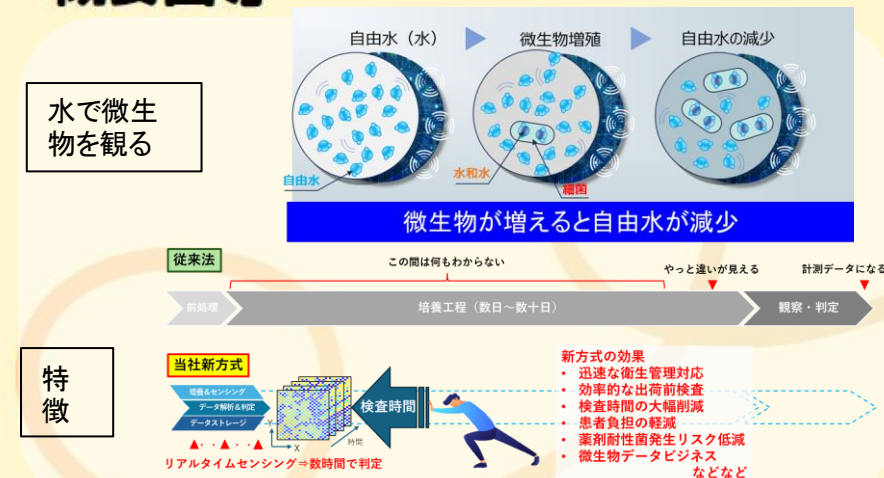 自由水（水）
微生物増殖
自由水の減少
水で微生
物を観る
自由水
水和水
細菌
微生物が増えると自由水が減少
従来法
この間は何もわからない
やっと違いが見える
計測データになる
前処理
培養工程（数日～数十日）
観察・判定
特
徴
当社新方式
培養&センシング
データ解析&判定
データストレージ
Y
X
時間
検査時間
リアルタイムセンシング⇒数時間で判定
新方式の効果
• 迅速な衛生管理対応
• 効率的な出荷前検査
• 検査時間の大幅削減
• 患者負担の軽減
• 薬剤耐性菌発生リスク低減
• 微生物データビジネス
などなど